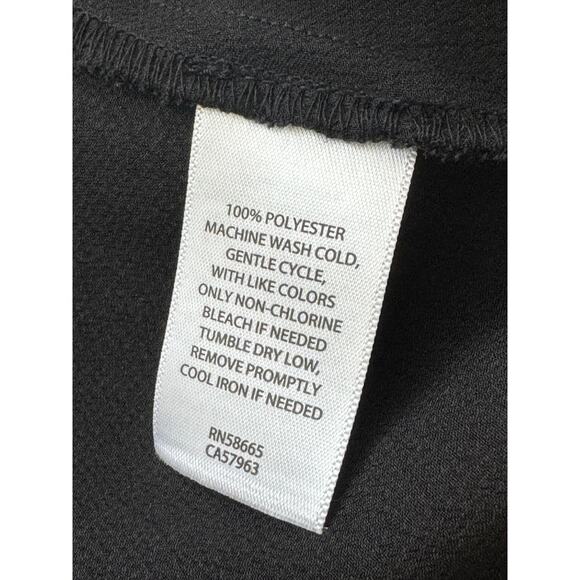 100% POLYESTER
MACHINE WASH COLD,
GENTLE CYCLE,
WITH LIKE COLORS
ONLY NON-CHLORINE
BLEACH IF NEEDED
TUMBLE DRY LOW,
REMOVE PROMPTLY
COOL IRON IF NEEDED
RN58665
CA57963